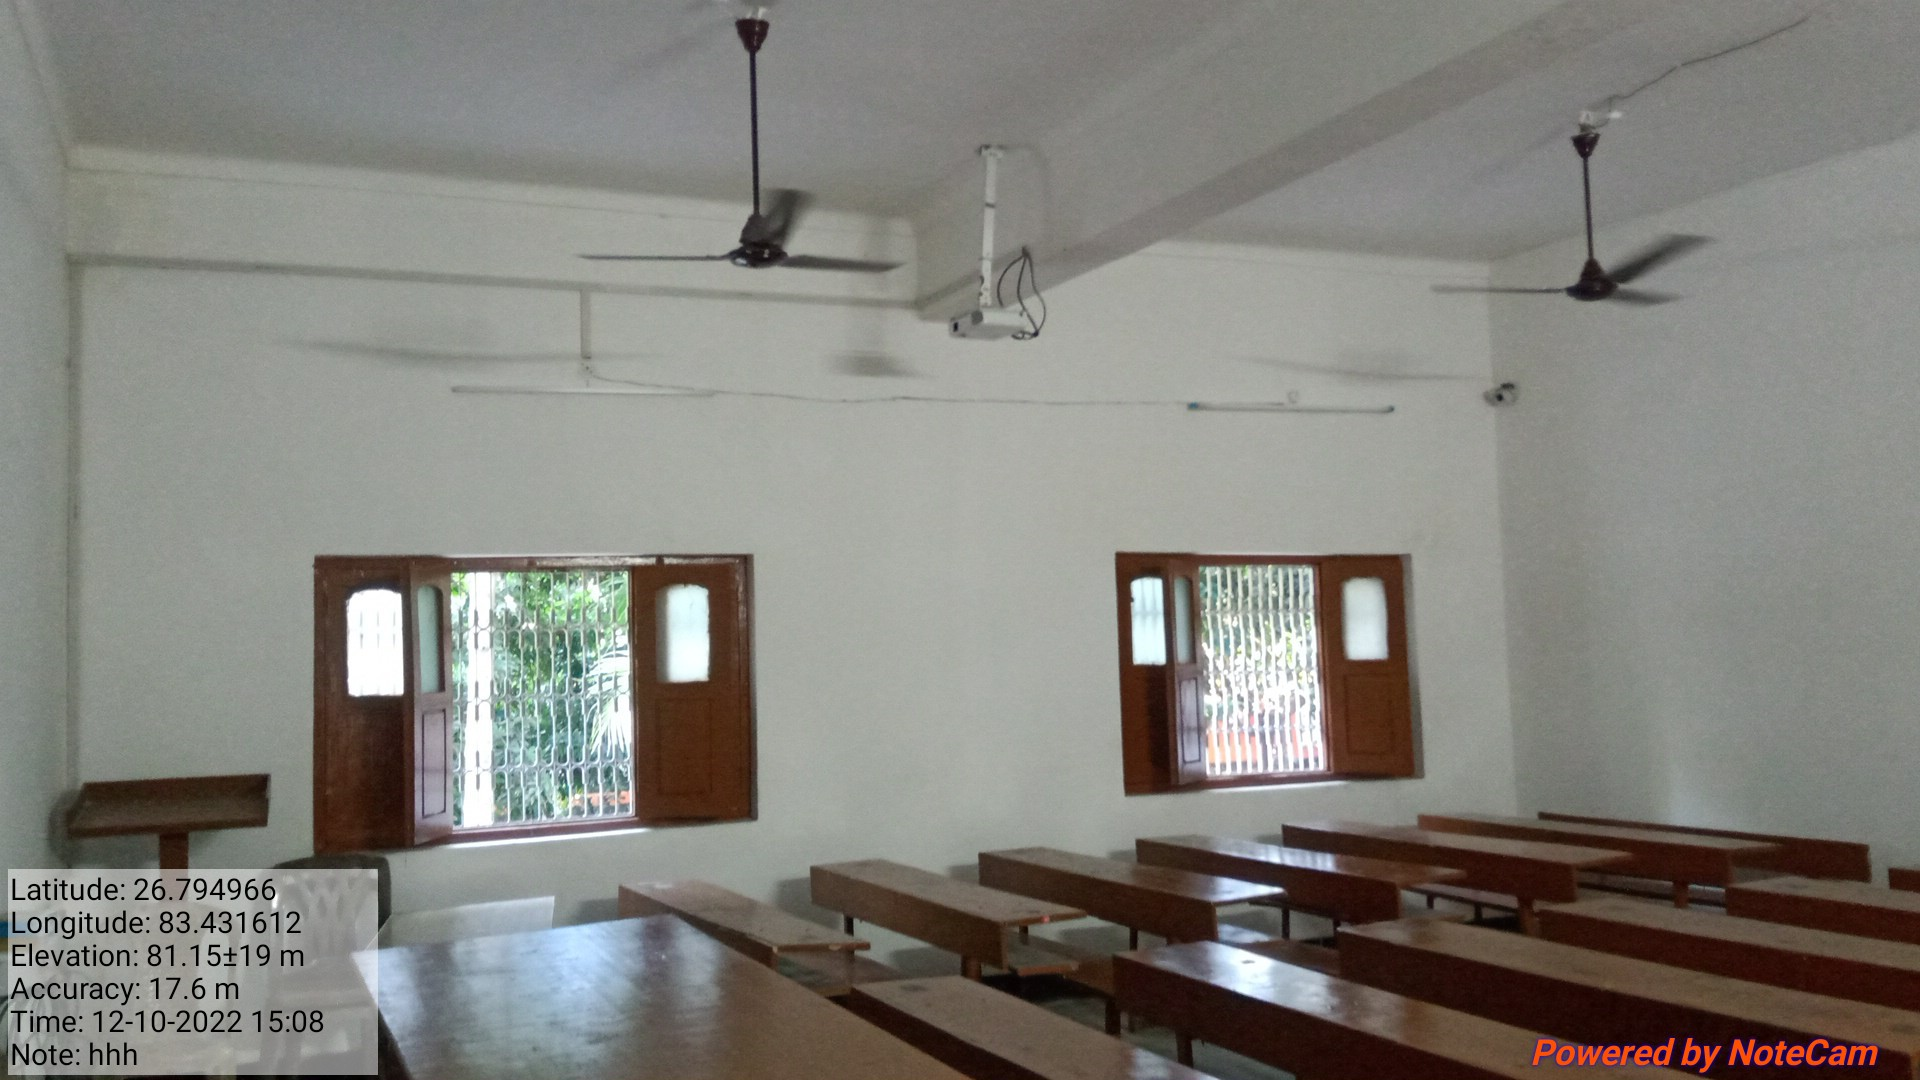 Latitude: 26.794966
Longitude: 83.431612
Elevation: 81.15±19 m
Accuracy: 17.6 m
Time: 12-10-2022 15:08
Note: hhh
Powered by NoteCam